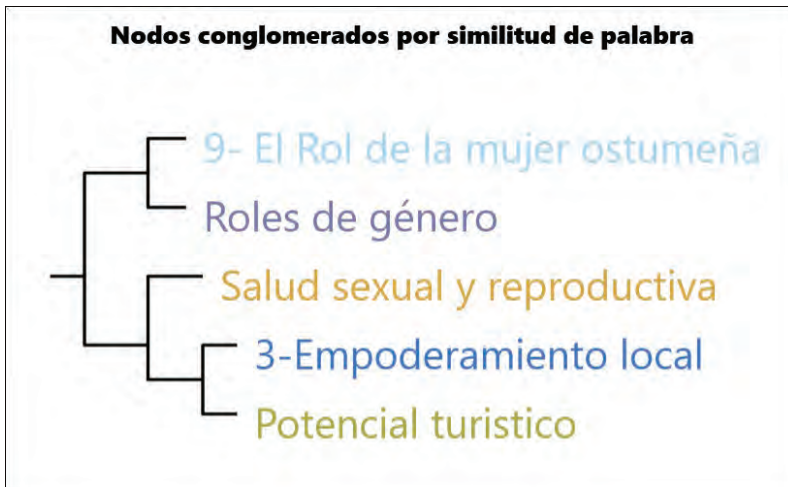 Nodos conglomerados por similitud de palabra
9- El Rol de la mujer ostumeña
Roles de género
Salud sexual y reproductiva
3-Empoderamiento local
Potencial turistico